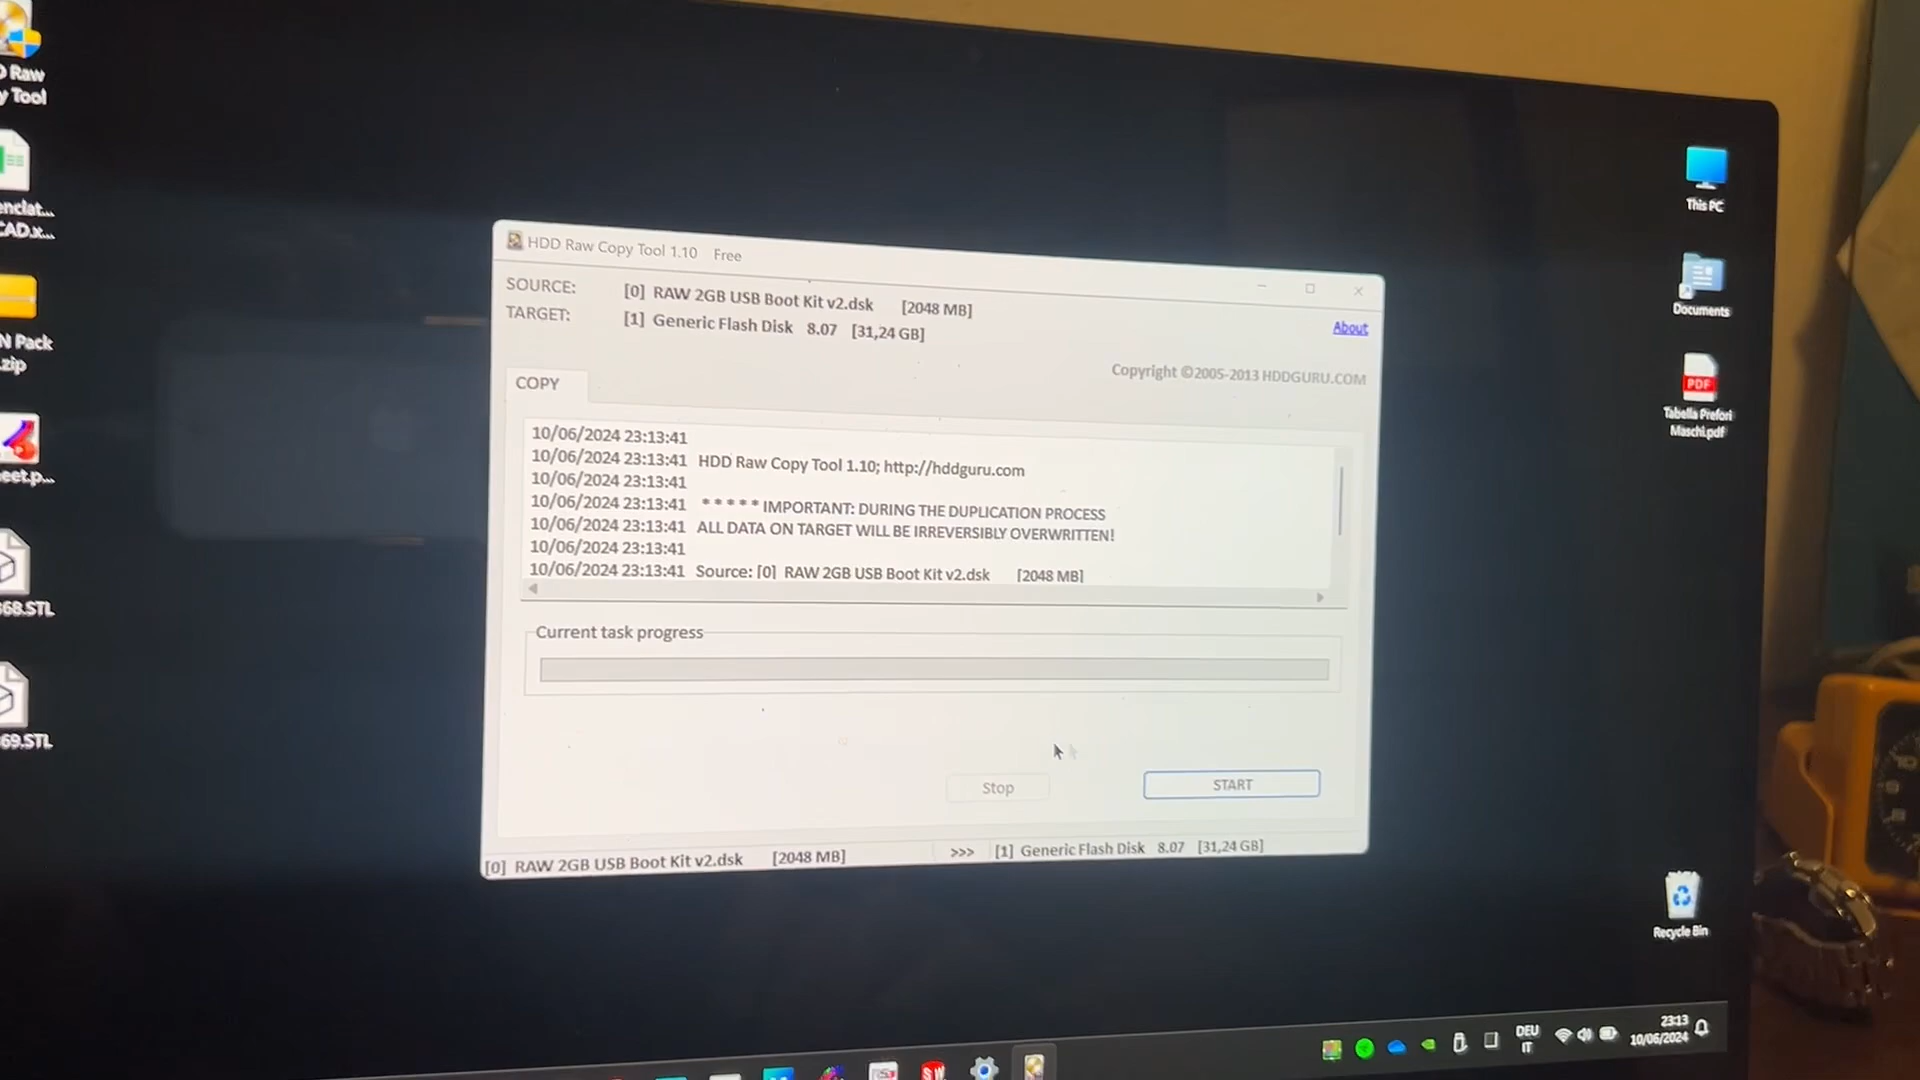 D Raw
y Tool
enclat...
CAD.x...
N Pack
.zip
eet.p...
368.STL
69.STL
HDD Raw Copy Tool 1.10 Free
SOURCE: [0] RAW 2GB USB Boot Kit v2.dsk [2048 MB]
TARGET: [1] Generic Flash Disk 8.07 [31,24 GB]
About
Copyright ©2005-2013 HDDGURU.COM
COPY
10/06/2024 23:13:41
10/06/2024 23:13:41 HDD Raw Copy Tool 1.10; http://hddguru.com
10/06/2024 23:13:41
10/06/2024 23:13:41 * * * * * IMPORTANT: DURING THE DUPLICATION PROCESS
10/06/2024 23:13:41 ALL DATA ON TARGET WILL BE IRREVERSIBLY OVERWRITTEN!
10/06/2024 23:13:41
10/06/2024 23:13:41 Source: [0] RAW 2GB USB Boot Kit v2.dsk [2048 MB]
Current task progress
Stop
START
[0] RAW 2GB USB Boot Kit v2.dsk [2048 MB] >>> [1] Generic Flash Disk 8.07 [31,24 GB]
This PC
Documents
PDF
Tabella Prefori
Maschi.pdf
Recycle Bin
DEU
IT
23:13
10/06/2024
SW
10